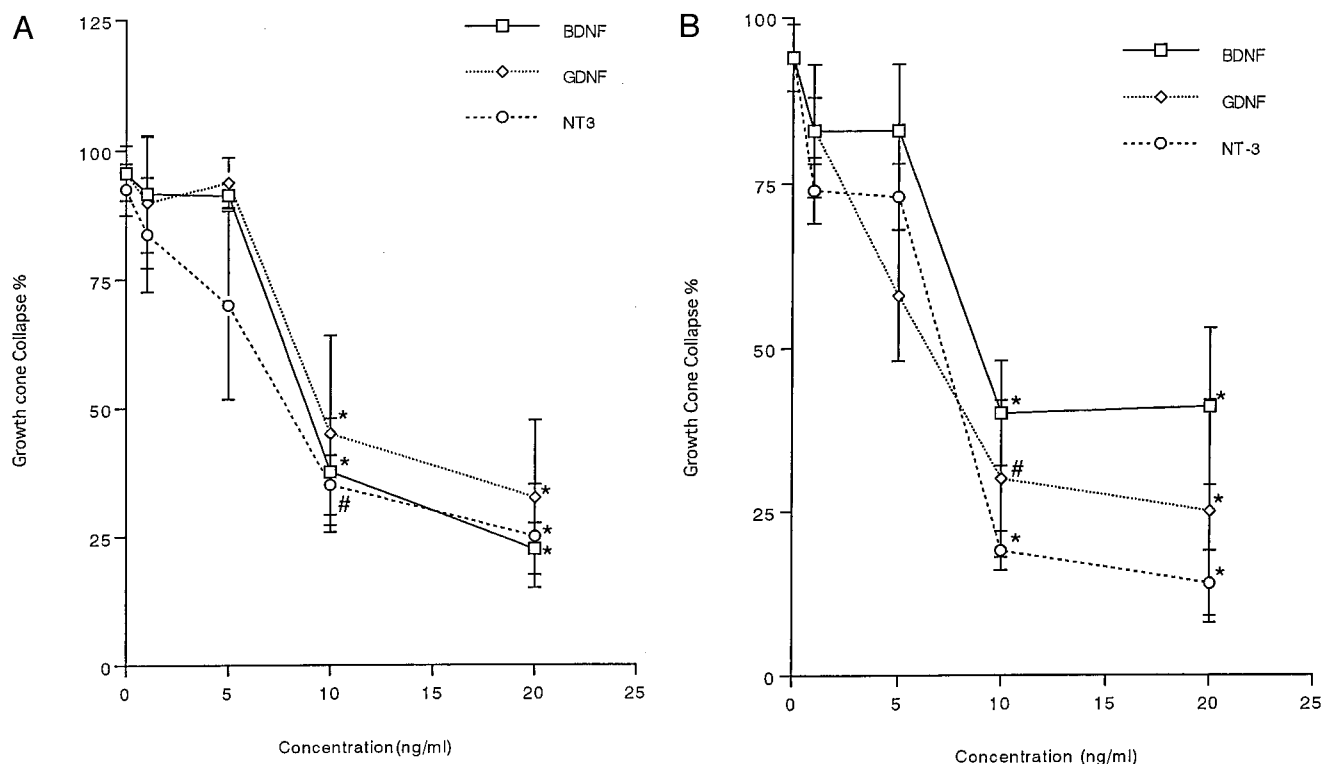 A
125
100
75
50
25
0
0 5 10 15 20 25
Growth cone Collapse %
Concentration(ng/ml)
BDNF
GDNF
NT3
*
*
#
*
*
*
B
100
75
50
25
0
0 5 10 15 20 25
Growth Cone Collapse %
Concentration (ng/ml)
BDNF
GDNF
NT-3
*
#
*
*
*
*